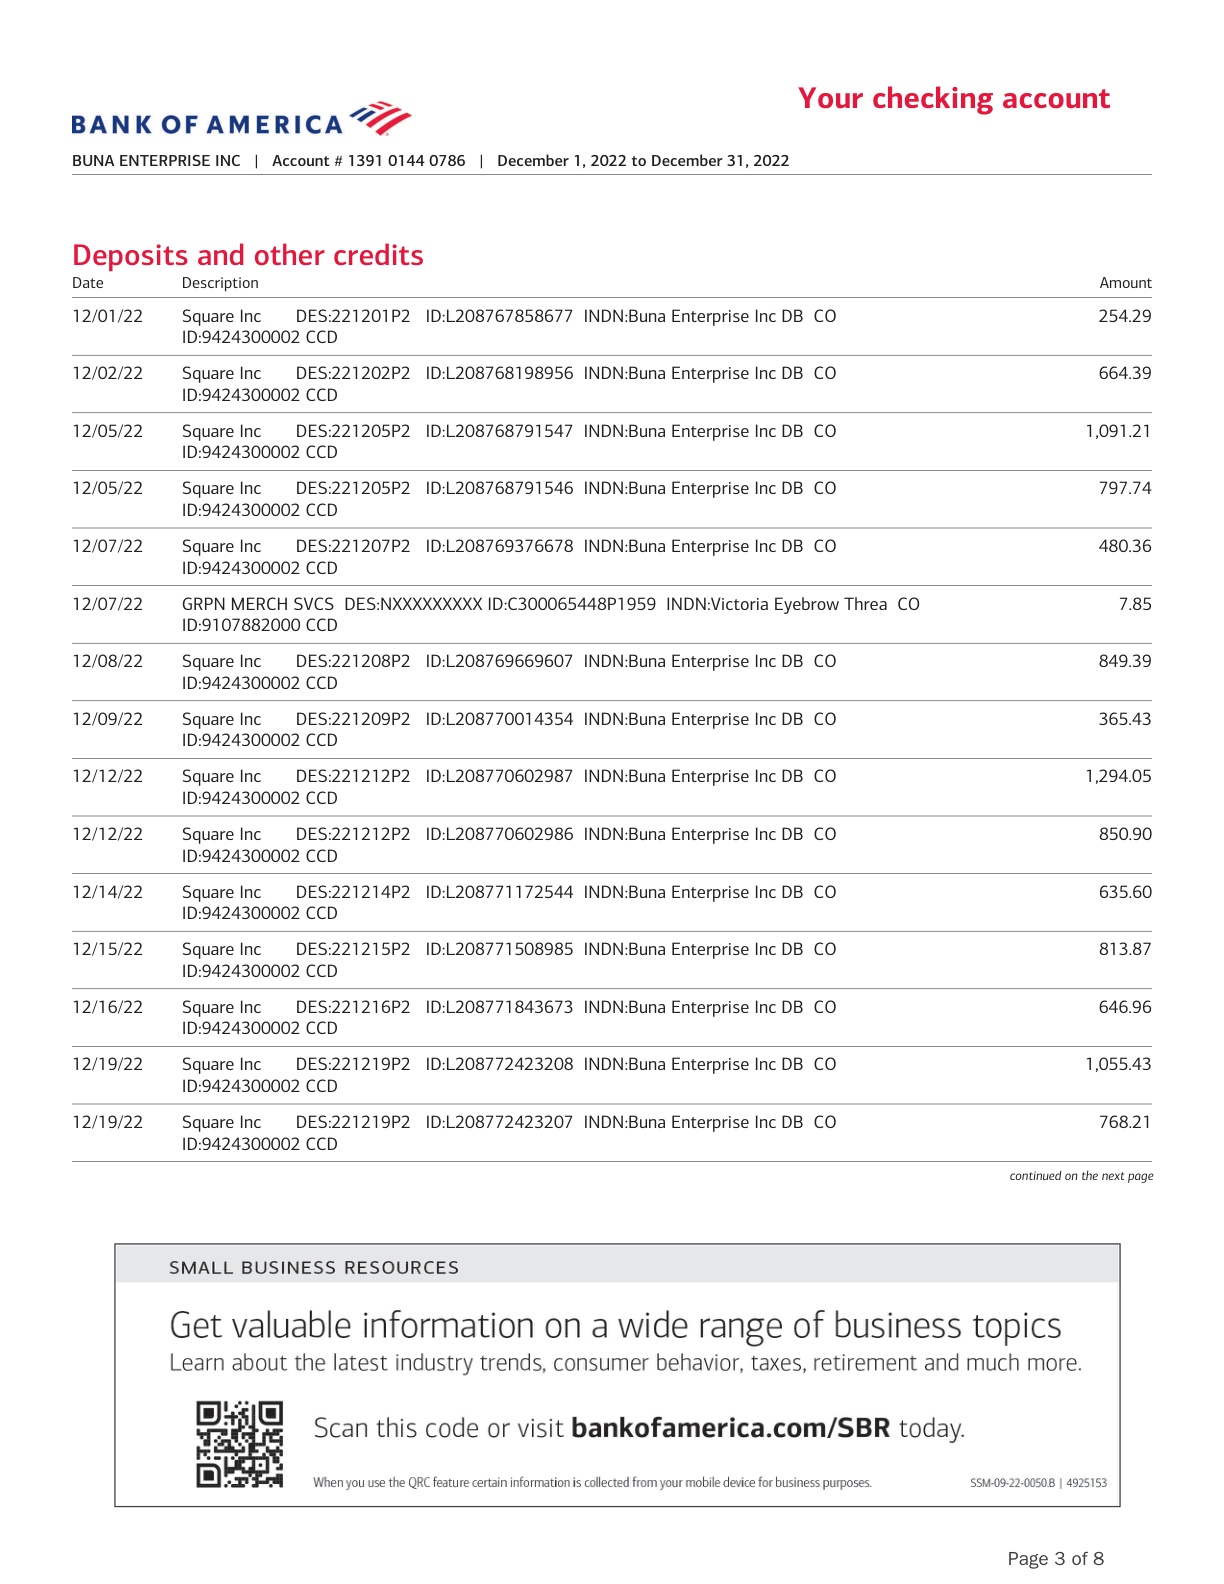 Your checking account
BANK OF AMERICA
BUNA ENTERPRISE INC | Account # 1391 0144 0786 | December 1, 2022 to December 31, 2022
Deposits and other credits
Date Description Amount
12/01/22 Square Inc DES:221201P2 ID:L208767858677 INDN:Buna Enterprise Inc DB CO 254.29
ID:9424300002 CCD
12/02/22 Square Inc DES:221202P2 ID:L208768198956 INDN:Buna Enterprise Inc DB CO 664.39
ID:9424300002 CCD
12/05/22 Square Inc DES:221205P2 ID:L208768791547 INDN:Buna Enterprise Inc DB CO 1,091.21
ID:9424300002 CCD
12/05/22 Square Inc DES:221205P2 ID:L208768791546 INDN:Buna Enterprise Inc DB CO 797.74
ID:9424300002 CCD
12/07/22 Square Inc DES:221207P2 ID:L208769376678 INDN:Buna Enterprise Inc DB CO 480.36
ID:9424300002 CCD
12/07/22 GRPN MERCH SVCS DES:NXXXXXXXXX ID:C300065448P1959 INDN:Victoria Eyebrow Threa CO 7.85
ID:9107882000 CCD
12/08/22 Square Inc DES:221208P2 ID:L208769669607 INDN:Buna Enterprise Inc DB CO 849.39
ID:9424300002 CCD
12/09/22 Square Inc DES:221209P2 ID:L208770014354 INDN:Buna Enterprise Inc DB CO 365.43
ID:9424300002 CCD
12/12/22 Square Inc DES:221212P2 ID:L208770602987 INDN:Buna Enterprise Inc DB CO 1,294.05
ID:9424300002 CCD
12/12/22 Square Inc DES:221212P2 ID:L208770602986 INDN:Buna Enterprise Inc DB CO 850.90
ID:9424300002 CCD
12/14/22 Square Inc DES:221214P2 ID:L208771172544 INDN:Buna Enterprise Inc DB CO 635.60
ID:9424300002 CCD
12/15/22 Square Inc DES:221215P2 ID:L208771508985 INDN:Buna Enterprise Inc DB CO 813.87
ID:9424300002 CCD
12/16/22 Square Inc DES:221216P2 ID:L208771843673 INDN:Buna Enterprise Inc DB CO 646.96
ID:9424300002 CCD
12/19/22 Square Inc DES:221219P2 ID:L208772423208 INDN:Buna Enterprise Inc DB CO 1,055.43
ID:9424300002 CCD
12/19/22 Square Inc DES:221219P2 ID:L208772423207 INDN:Buna Enterprise Inc DB CO 768.21
ID:9424300002 CCD
continued on the next page
SMALL BUSINESS RESOURCES
Get valuable information on a wide range of business topics
Learn about the latest industry trends, consumer behavior, taxes, retirement and much more.
Scan this code or visit bankofamerica.com/SBR today.
When you use the QRC feature certain information is collected from your mobile device for business purposes. SSM-09-22-0050.B | 4925153
Page 3 of 8